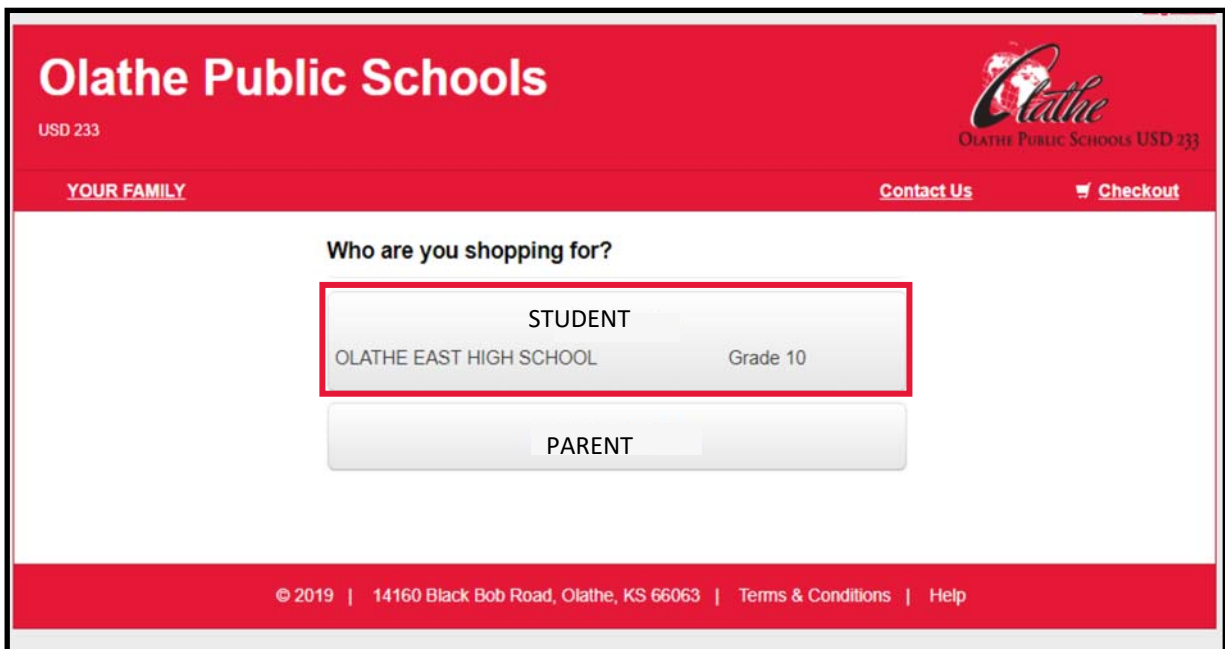 Olathe Public Schools
USD 233
Olathe
OLATHE PUBLIC SCHOOLS USD 233
YOUR FAMILY
Contact Us
Checkout
Who are you shopping for?
STUDENT
OLATHE EAST HIGH SCHOOL Grade 10
PARENT
© 2019 | 14160 Black Bob Road, Olathe, KS 66063 | Terms & Conditions | Help